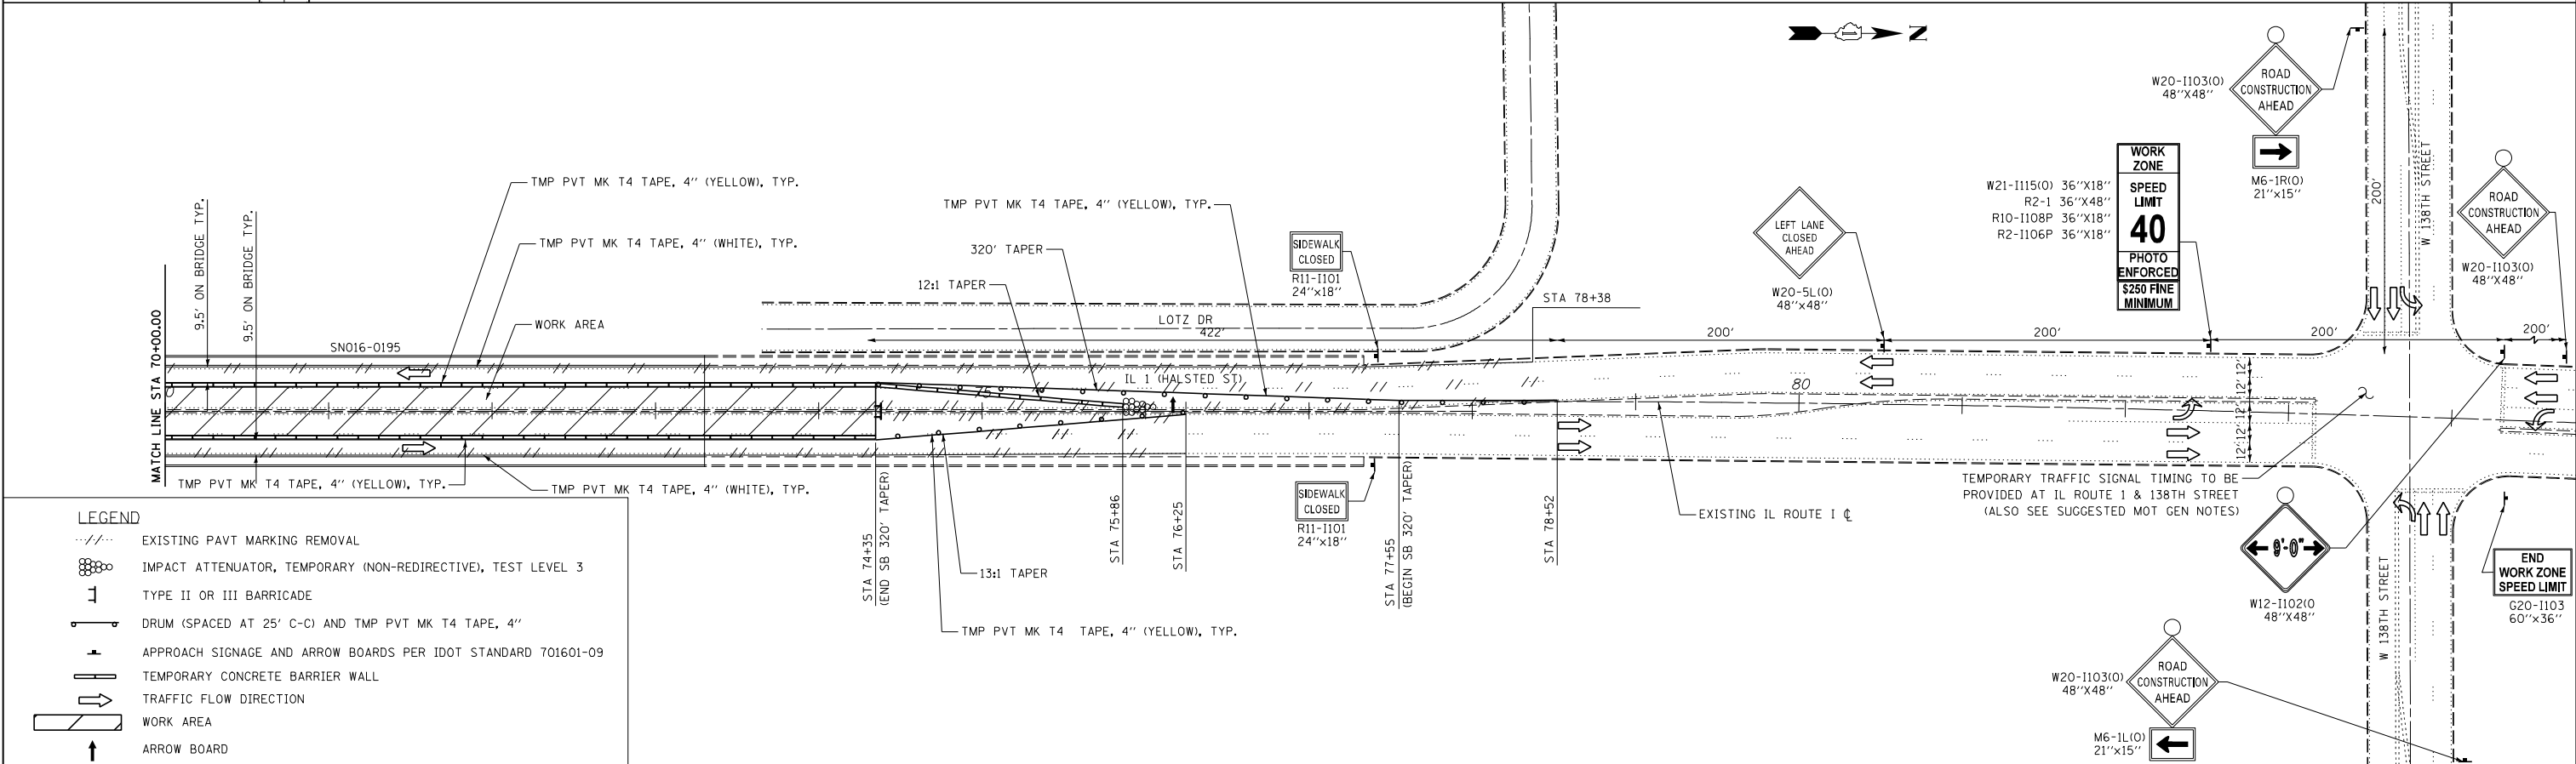 N
W20-I103(O)
48''X48''
ROAD
CONSTRUCTION
AHEAD
M6-1R(O)
21''x15''
200'
W 138TH STREET
ROAD
CONSTRUCTION
AHEAD
W20-I103(O)
48''X48''
W21-I115(O) 36''X18''
R2-1 36''X48''
R10-I108P 36''X18''
R2-I106P 36''X18''
WORK
ZONE
SPEED
LIMIT
40
PHOTO
ENFORCED
$250 FINE
MINIMUM
LEFT LANE
CLOSED
AHEAD
W20-5L(O)
48''x48''
TMP PVT MK T4 TAPE, 4'' (YELLOW), TYP.
TMP PVT MK T4 TAPE, 4'' (WHITE), TYP.
WORK AREA
TMP PVT MK T4 TAPE, 4'' (YELLOW), TYP.
320' TAPER
12:1 TAPER
SIDEWALK
CLOSED
R11-I101
24''x18''
STA 78+38
LOTZ DR
422'
200'
200'
200'
200'
MATCH LINE STA 70+00.00
9.5' ON BRIDGE TYP.
9.5' ON BRIDGE TYP.
SN016-0195
IL 1 (HALSTED ST)
75
80
12'
12'
12'
12'
12'
TMP PVT MK T4 TAPE, 4'' (YELLOW), TYP.
TMP PVT MK T4 TAPE, 4'' (WHITE), TYP.
STA 74+35
(END SB 320' TAPER)
STA 75+86
STA 76+25
STA 77+55
(BEGIN SB 320' TAPER)
STA 78+52
SIDEWALK
CLOSED
R11-I101
24''x18''
13:1 TAPER
TMP PVT MK T4 TAPE, 4'' (YELLOW), TYP.
EXISTING IL ROUTE 1 ℄
TEMPORARY TRAFFIC SIGNAL TIMING TO BE
PROVIDED AT IL ROUTE 1 & 138TH STREET
(ALSO SEE SUGGESTED MOT GEN NOTES)
9'-0"
W12-I102(O
48''X48''
W 138TH STREET
END
WORK ZONE
SPEED LIMIT
G20-I103
60''x36''
W20-I103(O)
48''X48''
ROAD
CONSTRUCTION
AHEAD
M6-1L(O)
21''x15''
LEGEND
EXISTING PAVT MARKING REMOVAL
IMPACT ATTENUATOR, TEMPORARY (NON-REDIRECTIVE), TEST LEVEL 3
TYPE II OR III BARRICADE
DRUM (SPACED AT 25' C-C) AND TMP PVT MK T4 TAPE, 4''
APPROACH SIGNAGE AND ARROW BOARDS PER IDOT STANDARD 701601-09
TEMPORARY CONCRETE BARRIER WALL
TRAFFIC FLOW DIRECTION
WORK AREA
ARROW BOARD